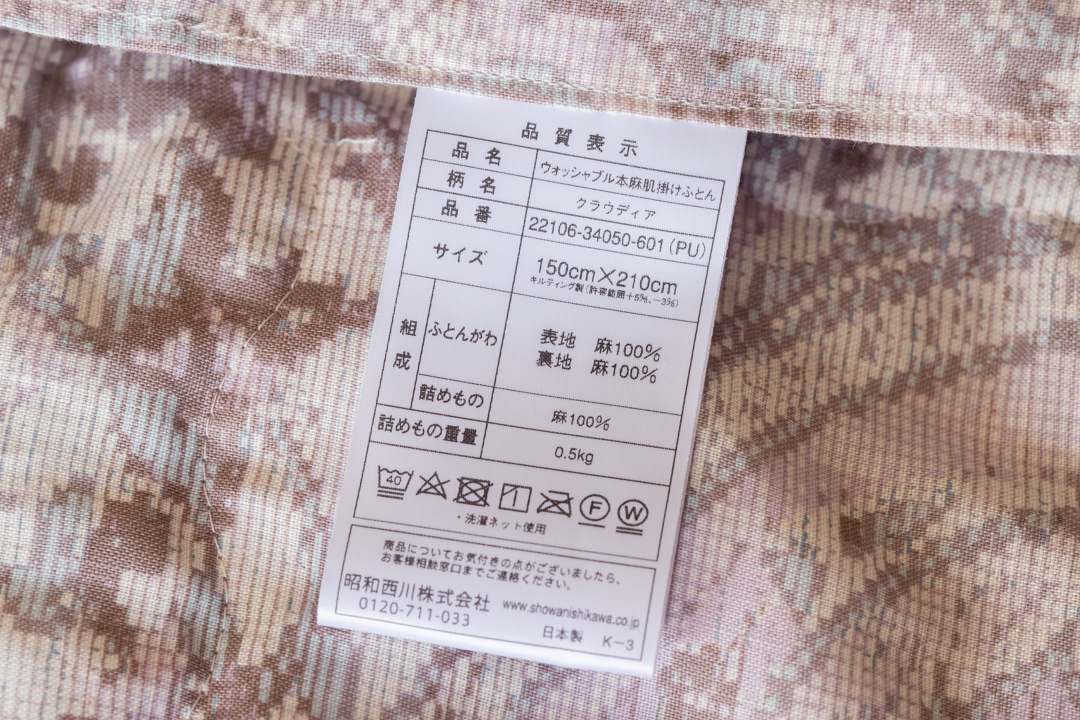 品質表示
品名 ウォッシャブル本麻肌掛けふとん
柄名 クラウディア
品番 22106-34050-601(PU)
サイズ 150cm×210cm
キルティング製(許容範囲+5%、-3%)
組成 ふとんがわ 表地 麻100%
裏地 麻100%
詰めもの 麻100%
詰めもの重量 0.5kg
40 F W
・洗濯ネット使用
商品についてお気付きの点がございましたら、
お客様相談窓口までご連絡ください。
昭和西川株式会社 www.showanishikawa.co.jp
0120-711-033
日本製 K-3